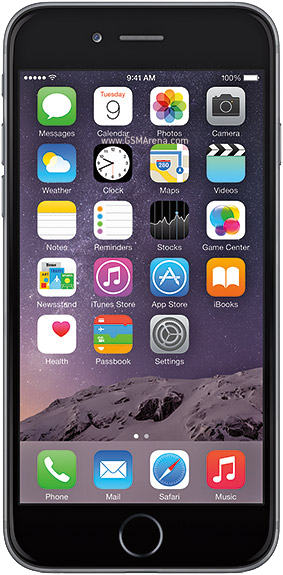 9:41 AM 100%
Tuesday
9
Messages Calendar Photos Camera
www.GSMArena.com
280
Weather Clock Maps Videos
Notes Reminders Stocks Game Center
Newsstand iTunes Store App Store iBooks
Health Passbook Settings
Phone Mail Safari Music